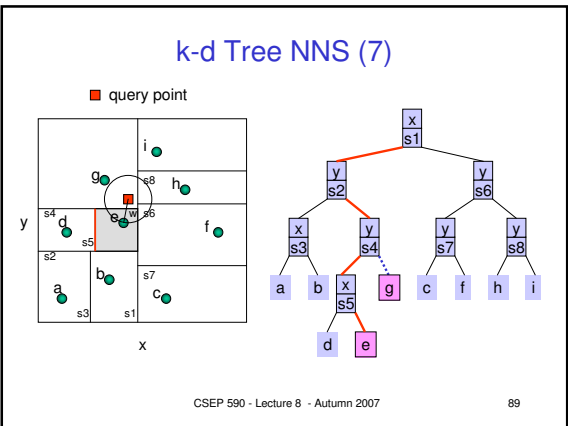 k-d Tree NNS (7)
query point
i
g
s8
h
s4
d
e
w
s6
f
y
s5
s2
b
s7
a
c
s3
s1
x
x
s1
y
s2
y
s6
x
s3
y
s4
y
s7
y
s8
a
b
x
s5
g
c
f
h
i
d
e
CSEP 590 - Lecture 8 - Autumn 2007
89